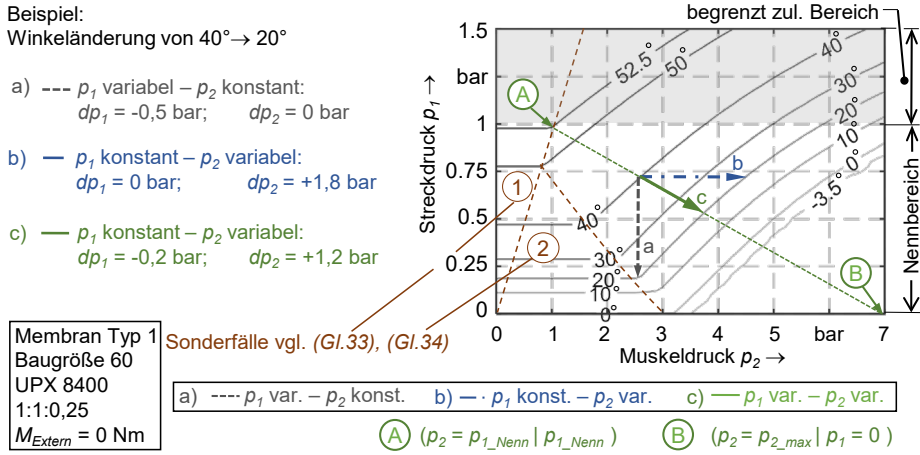 Beispiel:
Winkeländerung von 40°→ 20°
a) --- p1 variabel – p2 konstant:
dp1 = -0,5 bar; dp2 = 0 bar
b) — p1 konstant – p2 variabel:
dp1 = 0 bar; dp2 = +1,8 bar
c) — p1 konstant – p2 variabel:
dp1 = -0,2 bar; dp2 = +1,2 bar
Membran Typ 1
Baugröße 60
UPX 8400
1:1:0,25
MExtern = 0 Nm
Sonderfälle vgl. (Gl.33), (Gl.34)
begrenzt zul. Bereich
Nennbereich
Streckdruck p1 →
1.5
bar
1
0.75
0.5
0.25
0
0 1 2 3 4 5 bar 7
Muskeldruck p2 →
52.5°
50°
40°
30°
20°
10°
0°
-3.5°
40°
30°
20°
10°
0°
A
B
1
2
a
b
c
a) ---- p1 var. – p2 konst. b) — · p1 konst. – p2 var. c) — p1 var. – p2 var.
A (p2 = p1_Nenn | p1_Nenn ) B (p2 = p2_max | p1 = 0 )